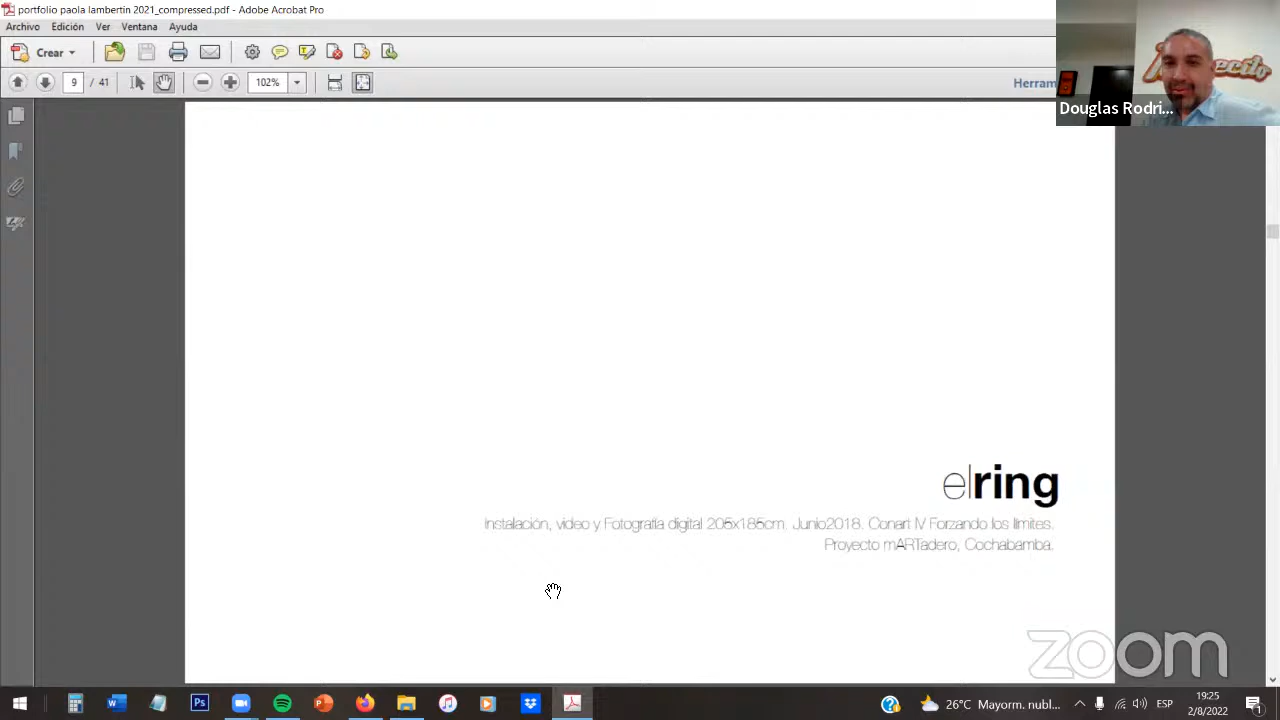 portfolio paola lambertin 2021_compressed.pdf - Adobe Acrobat Pro
Archivo Edición Ver Ventana Ayuda
Crear
9 / 41 102% Herram
Douglas Rodri...
elring
Instalación, video y Fotografía digital 205x185cm. Junio2018. Conart IV Forzando los límites.
Proyecto mARTadero, Cochabamba.
zoom
26°C Mayorm. nubl... ESP 19:25
2/8/2022